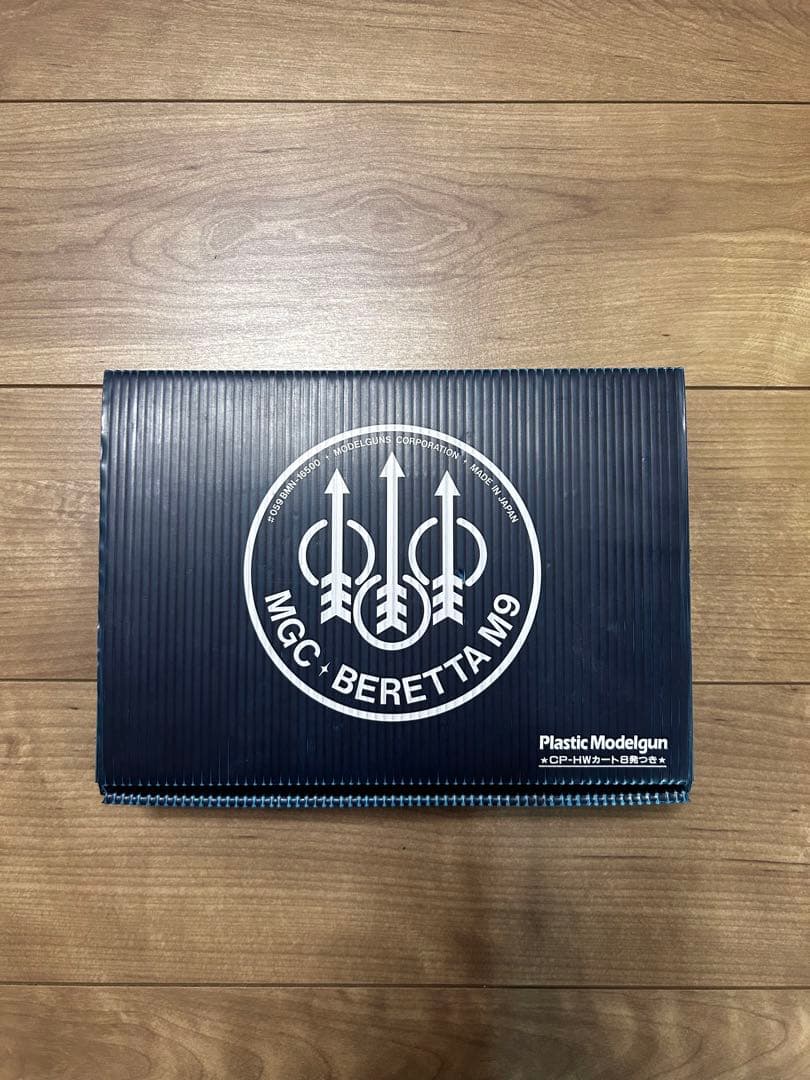 #059 BMN-16500 • MODELGUNS CORPORATION • MADE IN JAPAN
MGC✦BERETTA M9
Plastic Modelgun
★CP-HWカート8発つき★